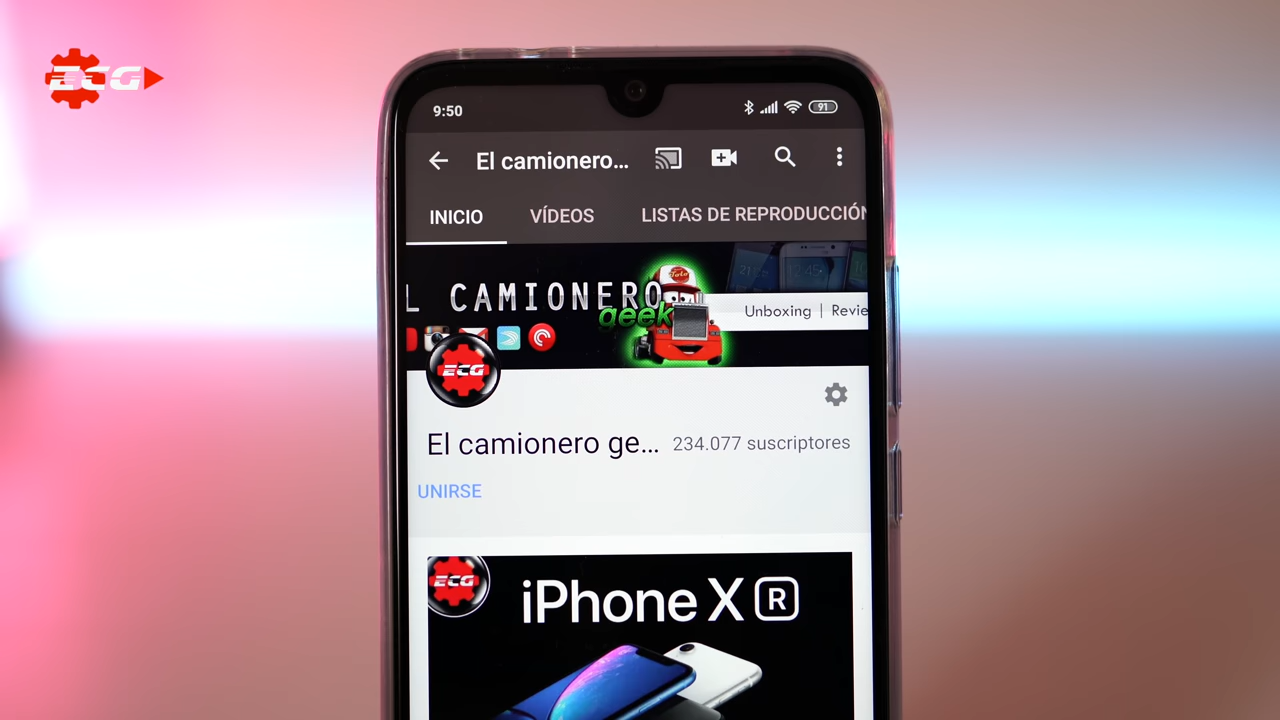 ECG
9:50
91
El camionero...
INICIO
VÍDEOS
LISTAS DE REPRODUCCIÓN
L CAMIONERO
geek
Unboxing | Revie
ECG
El camionero ge...
234.077 suscriptores
UNIRSE
ECG
iPhone XR